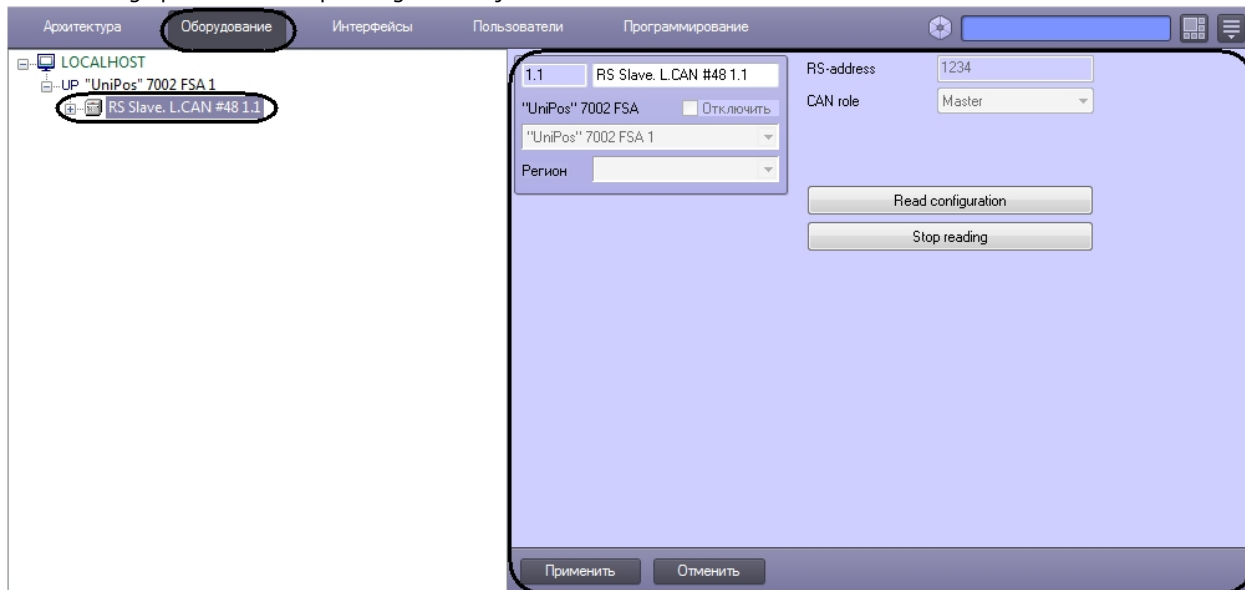 Архитектура Оборудование Интерфейсы Пользователи Программирование
LOCALHOST
UP "UniPos" 7002 FSA 1
RS Slave. L.CAN #48 1.1
1.1 RS Slave. L.CAN #48 1.1
"UniPos" 7002 FSA Отключить
"UniPos" 7002 FSA 1
Регион
RS-address 1234
CAN role Master
Read configuration
Stop reading
Применить Отменить